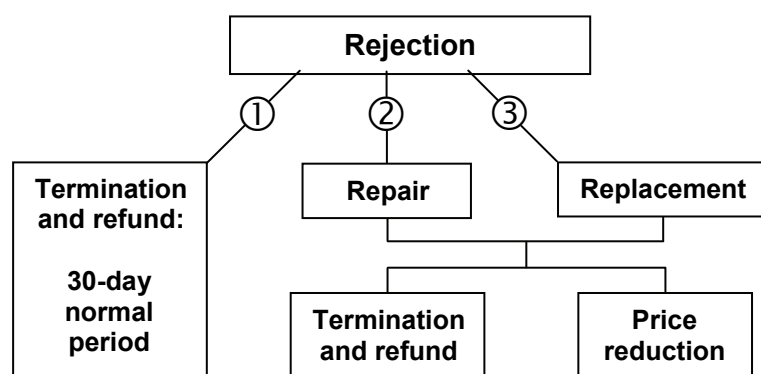 Rejection
①
②
③
Termination
and refund:
30-day
normal
period
Repair
Replacement
Termination
and refund
Price
reduction